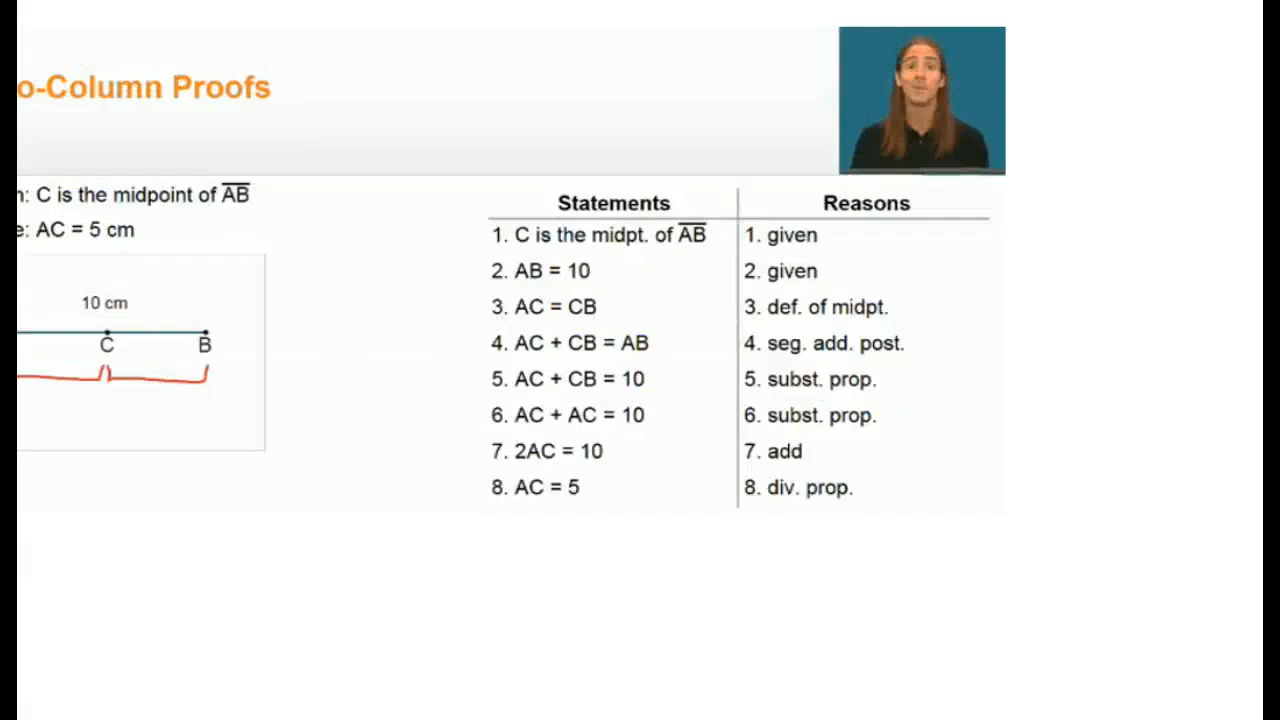 o-Column Proofs
n: C is the midpoint of A̅B̅
e: AC = 5 cm
10 cm
C B
Statements Reasons
1. C is the midpt. of A̅B̅ 1. given
2. AB = 10 2. given
3. AC = CB 3. def. of midpt.
4. AC + CB = AB 4. seg. add. post.
5. AC + CB = 10 5. subst. prop.
6. AC + AC = 10 6. subst. prop.
7. 2AC = 10 7. add
8. AC = 5 8. div. prop.